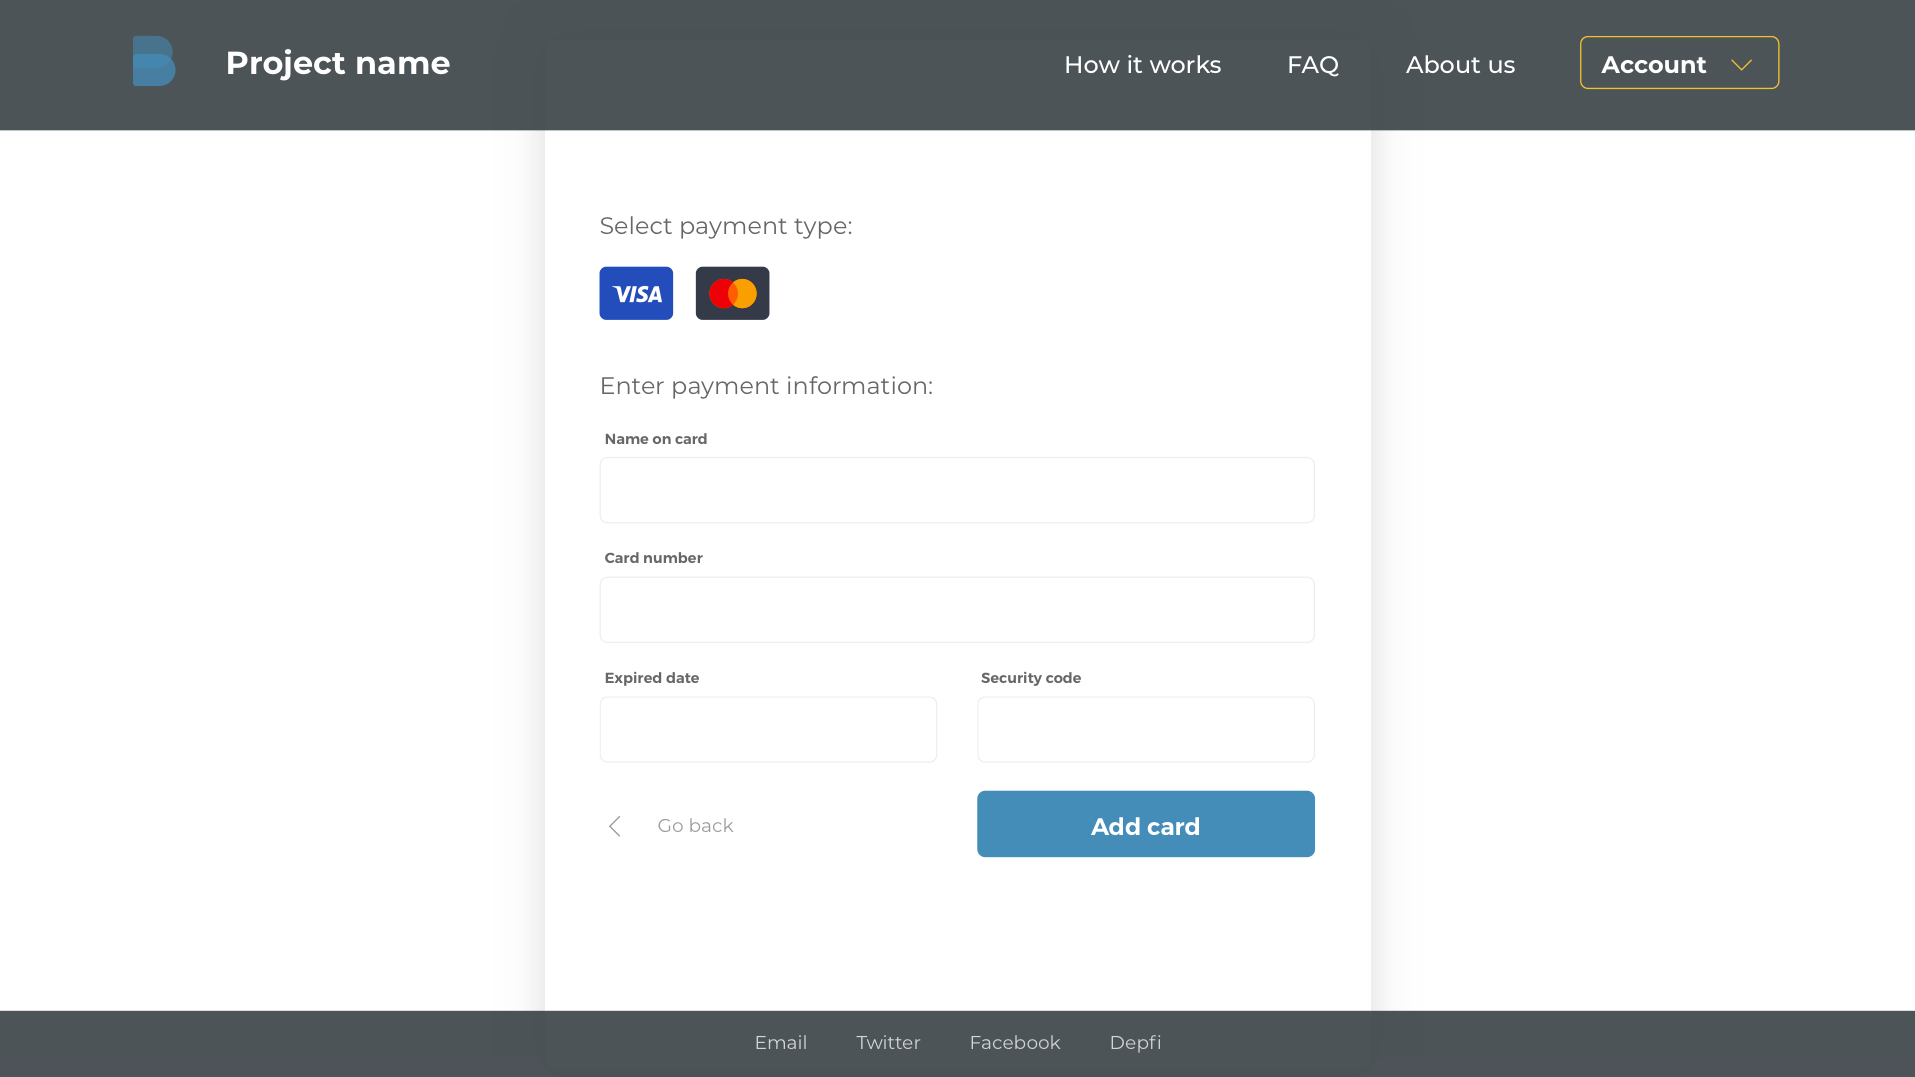 Project name
How it works
FAQ
About us
Account
Select payment type:
VISA
Enter payment information:
Name on card
Card number
Expired date
Security code
Go back
Add card
Email
Twitter
Facebook
Depfi